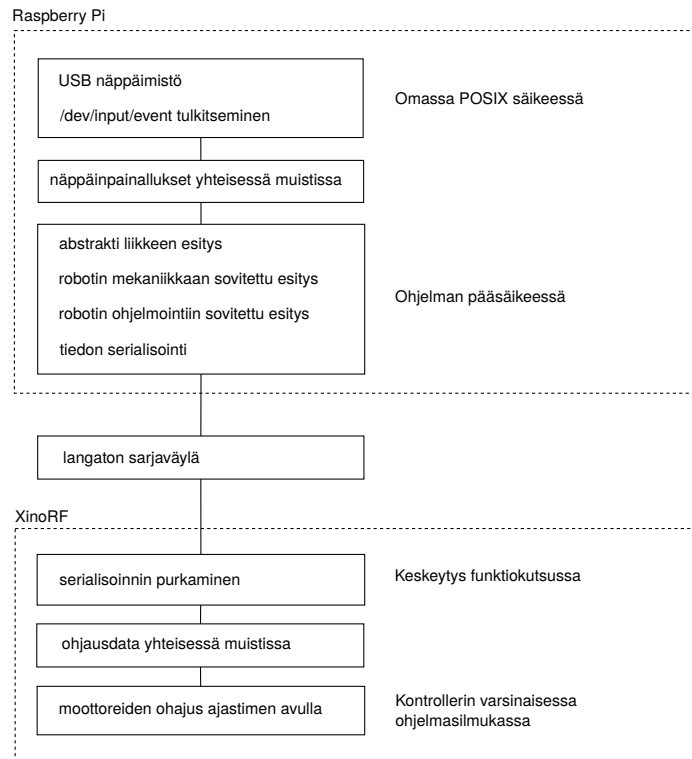 Raspberry Pi
USB näppäimistö
/dev/input/event tulkitseminen
Omassa POSIX säikeessä
näppäinpainallukset yhteisessä muistissa
abstrakti liikkeen esitys
robotin mekaniikkaan sovitettu esitys
robotin ohjelmointiin sovitettu esitys
tiedon serialisointi
Ohjelman pääsäikeessä
langaton sarjaväylä
XinoRF
serialisoinnin purkaminen
Keskeytys funktiokutsussa
ohjausdata yhteisessä muistissa
moottoreiden ohajus ajastimen avulla
Kontrollerin varsinaisessa
ohjelmasilmukassa